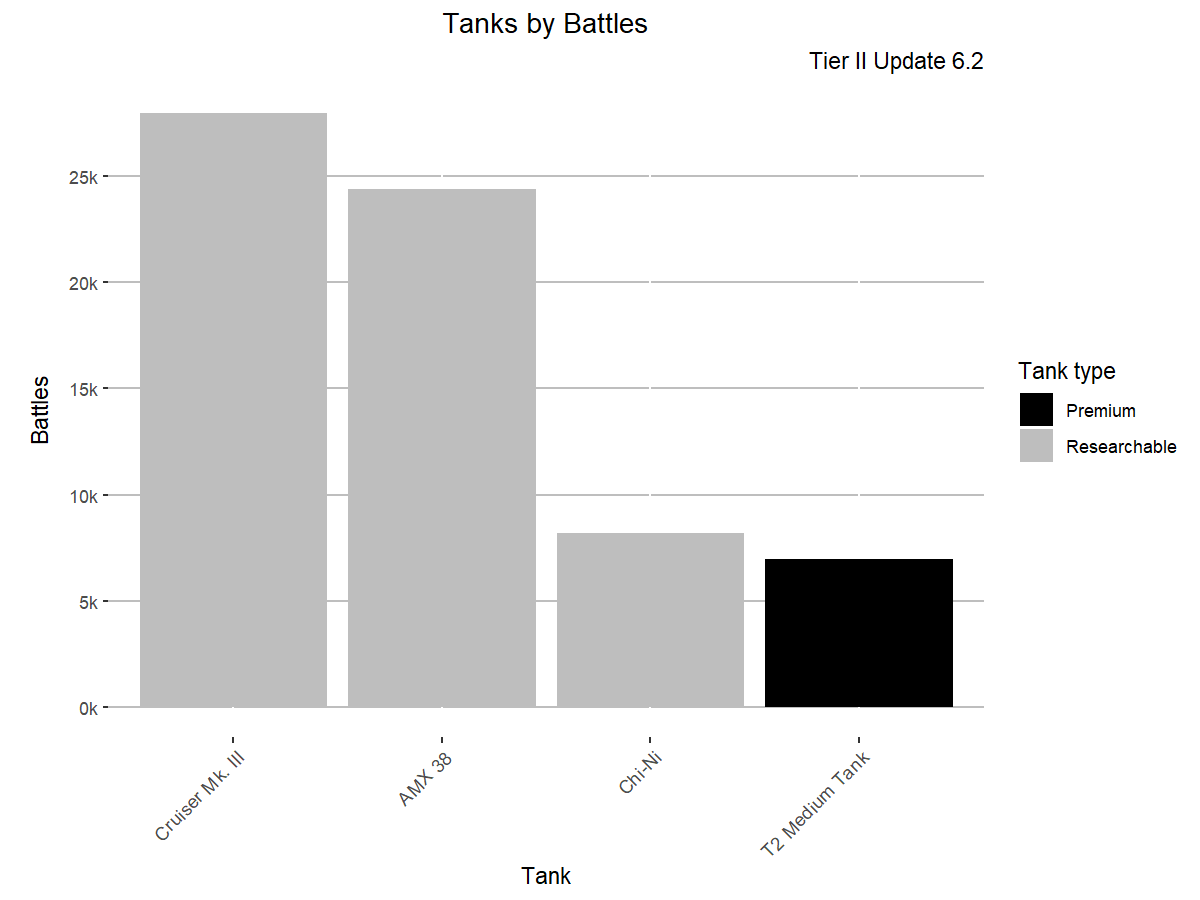 Tanks by Battles
Tier II Update 6.2
25k
20k
15k
10k
5k
0k
Battles
Cruiser Mk. III
AMX 38
Chi-Ni
T2 Medium Tank
Tank
Tank type
Premium
Researchable